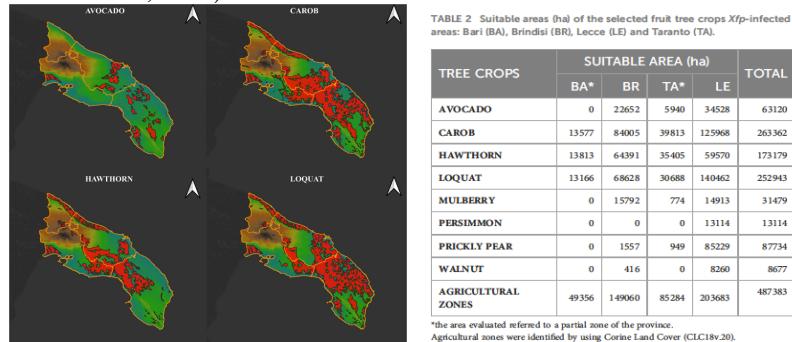 AVOCADO
CAROB
HAWTHORN
LOQUAT
TABLE 2 Suitable areas (ha) of the selected fruit tree crops Xfp-infected
areas: Bari (BA), Brindisi (BR), Lecce (LE) and Taranto (TA).
TREE CROPS SUITABLE AREA (ha) TOTAL
BA* BR TA* LE
AVOCADO 0 22652 5940 34528 63120
CAROB 13577 84005 39813 125968 263362
HAWTHORN 13813 64391 35405 59570 173179
LOQUAT 13166 68628 30688 140462 252943
MULBERRY 0 15792 774 14913 31479
PERSIMMON 0 0 0 13114 13114
PRICKLY PEAR 0 1557 949 85229 87734
WALNUT 0 416 0 8260 8677
AGRICULTURAL ZONES 49356 149060 85284 203683 487383
*the area evaluated referred to a partial zone of the province.
Agricultural zones were identified by using Corine Land Cover (CLC18v.20).